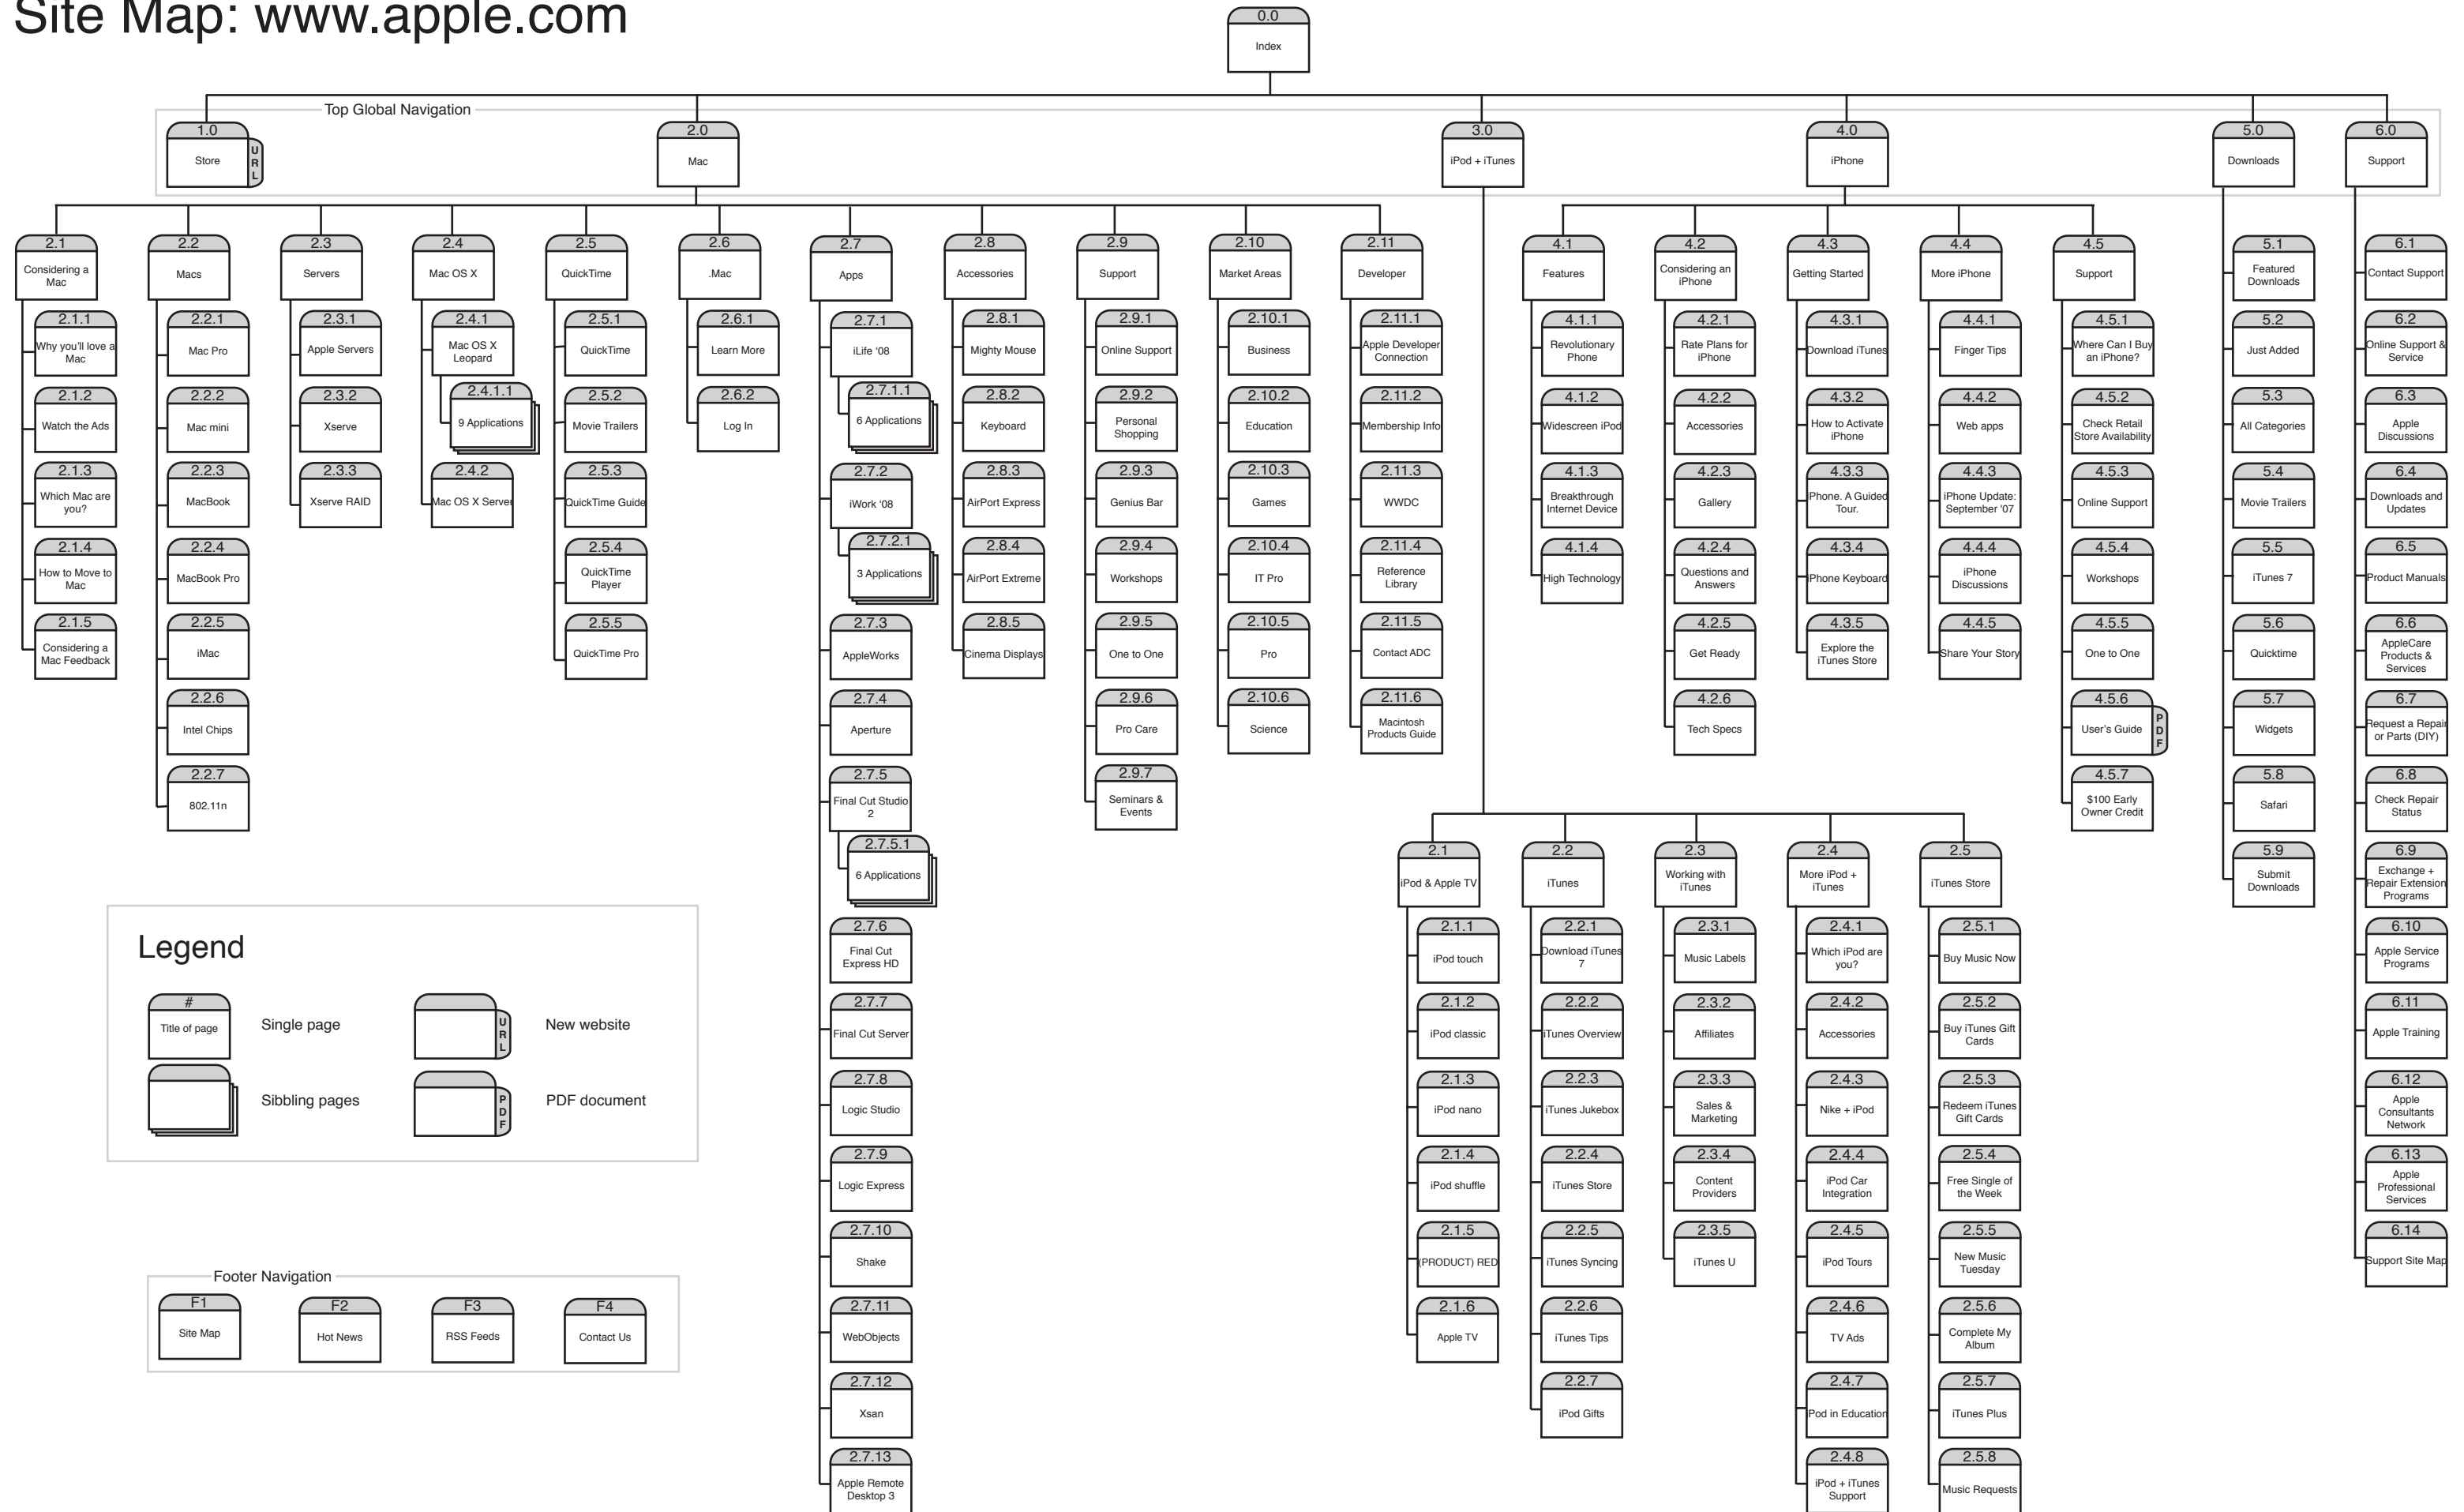 Site Map: www.apple.com
0.0
Index
Top Global Navigation
1.0
Store
URL
2.0
Mac
3.0
iPod + iTunes
4.0
iPhone
5.0
Downloads
6.0
Support
2.1
Considering a
Mac
2.1.1
Why you'll love a
Mac
2.1.2
Watch the Ads
2.1.3
Which Mac are
you?
2.1.4
How to Move to
Mac
2.1.5
Considering a
Mac Feedback
2.2
Macs
2.2.1
Mac Pro
2.2.2
Mac mini
2.2.3
MacBook
2.2.4
MacBook Pro
2.2.5
iMac
2.2.6
Intel Chips
2.2.7
802.11n
2.3
Servers
2.3.1
Apple Servers
2.3.2
Xserve
2.3.3
Xserve RAID
2.4
Mac OS X
2.4.1
Mac OS X
Leopard
2.4.1.1
9 Applications
2.4.2
Mac OS X Server
2.5
QuickTime
2.5.1
QuickTime
2.5.2
Movie Trailers
2.5.3
QuickTime Guide
2.5.4
QuickTime
Player
2.5.5
QuickTime Pro
2.6
.Mac
2.6.1
Learn More
2.6.2
Log In
2.7
Apps
2.7.1
iLife '08
2.7.1.1
6 Applications
2.7.2
iWork '08
2.7.2.1
3 Applications
2.7.3
AppleWorks
2.7.4
Aperture
2.7.5
Final Cut Studio
2
2.7.5.1
6 Applications
2.7.6
Final Cut
Express HD
2.7.7
Final Cut Server
2.7.8
Logic Studio
2.7.9
Logic Express
2.7.10
Shake
2.7.11
WebObjects
2.7.12
Xsan
2.7.13
Apple Remote
Desktop 3
2.8
Accessories
2.8.1
Mighty Mouse
2.8.2
Keyboard
2.8.3
AirPort Express
2.8.4
AirPort Extreme
2.8.5
Cinema Displays
2.9
Support
2.9.1
Online Support
2.9.2
Personal
Shopping
2.9.3
Genius Bar
2.9.4
Workshops
2.9.5
One to One
2.9.6
Pro Care
2.9.7
Seminars &
Events
2.10
Market Areas
2.10.1
Business
2.10.2
Education
2.10.3
Games
2.10.4
IT Pro
2.10.5
Pro
2.10.6
Science
2.11
Developer
2.11.1
Apple Developer
Connection
2.11.2
Membership Info
2.11.3
WWDC
2.11.4
Reference
Library
2.11.5
Contact ADC
2.11.6
Macintosh
Products Guide
2.1
iPod & Apple TV
2.1.1
iPod touch
2.1.2
iPod classic
2.1.3
iPod nano
2.1.4
iPod shuffle
2.1.5
(PRODUCT) RED
2.1.6
Apple TV
2.2
iTunes
2.2.1
Download iTunes
7
2.2.2
iTunes Overview
2.2.3
iTunes Jukebox
2.2.4
iTunes Store
2.2.5
iTunes Syncing
2.2.6
iTunes Tips
2.2.7
iPod Gifts
2.3
Working with
iTunes
2.3.1
Music Labels
2.3.2
Affiliates
2.3.3
Sales &
Marketing
2.3.4
Content
Providers
2.3.5
iTunes U
2.4
More iPod +
iTunes
2.4.1
Which iPod are
you?
2.4.2
Accessories
2.4.3
Nike + iPod
2.4.4
iPod Car
Integration
2.4.5
iPod Tours
2.4.6
TV Ads
2.4.7
iPod in Education
2.4.8
iPod + iTunes
Support
2.5
iTunes Store
2.5.1
Buy Music Now
2.5.2
Buy iTunes Gift
Cards
2.5.3
Redeem iTunes
Gift Cards
2.5.4
Free Single of
the Week
2.5.5
New Music
Tuesday
2.5.6
Complete My
Album
2.5.7
iTunes Plus
2.5.8
Music Requests
4.1
Features
4.1.1
Revolutionary
Phone
4.1.2
Widescreen iPod
4.1.3
Breakthrough
Internet Device
4.1.4
High Technology
4.2
Considering an
iPhone
4.2.1
Rate Plans for
iPhone
4.2.2
Accessories
4.2.3
Gallery
4.2.4
Questions and
Answers
4.2.5
Get Ready
4.2.6
Tech Specs
4.3
Getting Started
4.3.1
Download iTunes
4.3.2
How to Activate
iPhone
4.3.3
iPhone. A Guided
Tour.
4.3.4
iPhone Keyboard
4.3.5
Explore the
iTunes Store
4.4
More iPhone
4.4.1
Finger Tips
4.4.2
Web apps
4.4.3
iPhone Update:
September '07
4.4.4
iPhone
Discussions
4.4.5
Share Your Story
4.5
Support
4.5.1
Where Can I Buy
an iPhone?
4.5.2
Check Retail
Store Availability
4.5.3
Online Support
4.5.4
Workshops
4.5.5
One to One
4.5.6
User's Guide
PDF
4.5.7
$100 Early
Owner Credit
5.1
Featured
Downloads
5.2
Just Added
5.3
All Categories
5.4
Movie Trailers
5.5
iTunes 7
5.6
Quicktime
5.7
Widgets
5.8
Safari
5.9
Submit
Downloads
6.1
Contact Support
6.2
Online Support &
Service
6.3
Apple
Discussions
6.4
Downloads and
Updates
6.5
Product Manuals
6.6
AppleCare
Products &
Services
6.7
Request a Repair
or Parts (DIY)
6.8
Check Repair
Status
6.9
Exchange +
Repair Extension
Programs
6.10
Apple Service
Programs
6.11
Apple Training
6.12
Apple
Consultants
Network
6.13
Apple
Professional
Services
6.14
Support Site Map
Legend
#
Title of page
Single page
URL
New website
Sibbling pages
PDF
PDF document
Footer Navigation
F1
Site Map
F2
Hot News
F3
RSS Feeds
F4
Contact Us